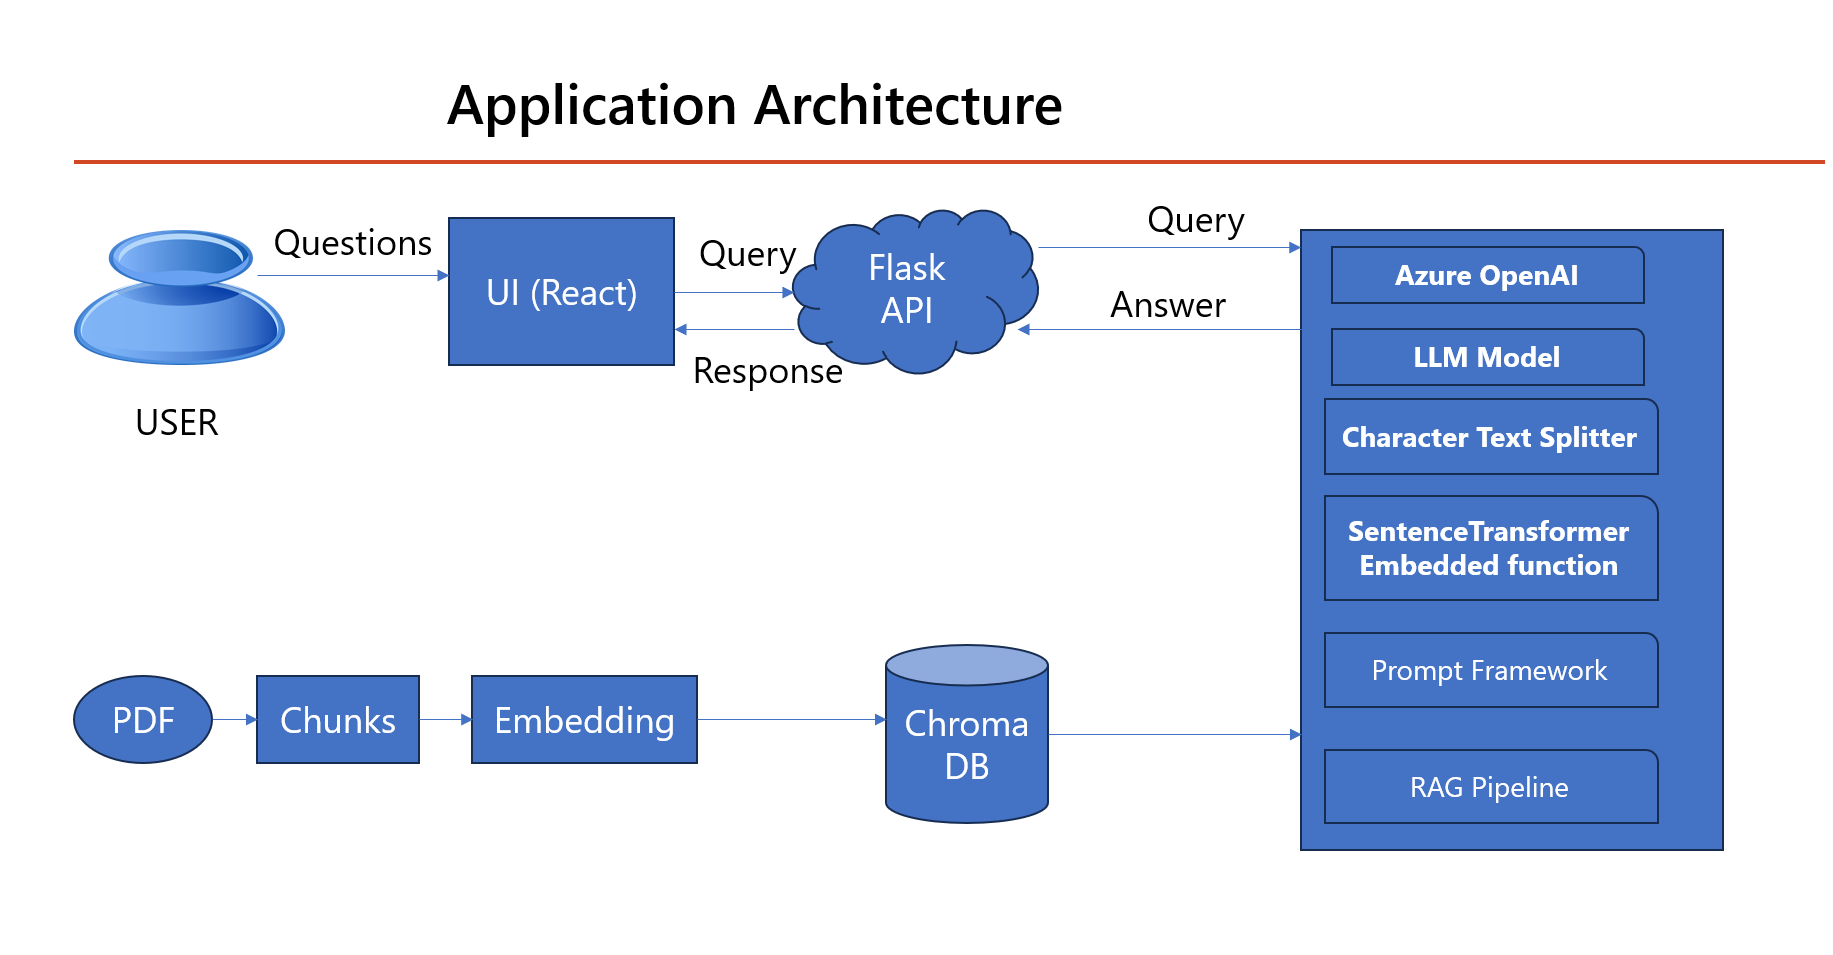 Application Architecture
Questions
USER
UI (React)
Query
Response
Flask
API
Query
Answer
Azure OpenAI
LLM Model
Character Text Splitter
SentenceTransformer
Embedded function
Prompt Framework
RAG Pipeline
PDF
Chunks
Embedding
Chroma
DB